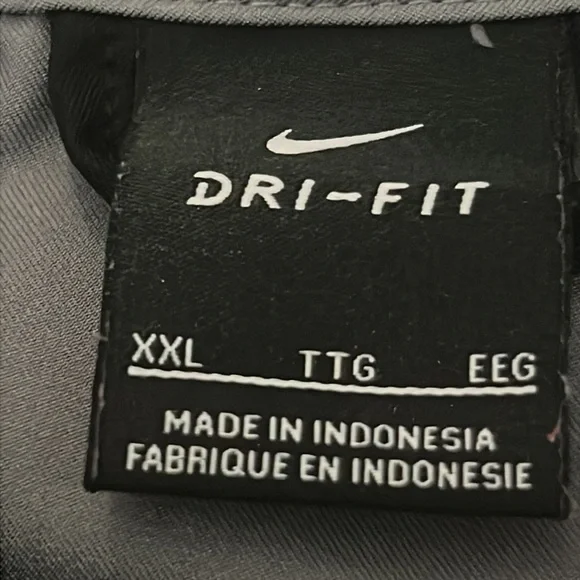 DRI-FIT
XXL TTG EEG
MADE IN INDONESIA
FABRIQUE EN INDONESIE